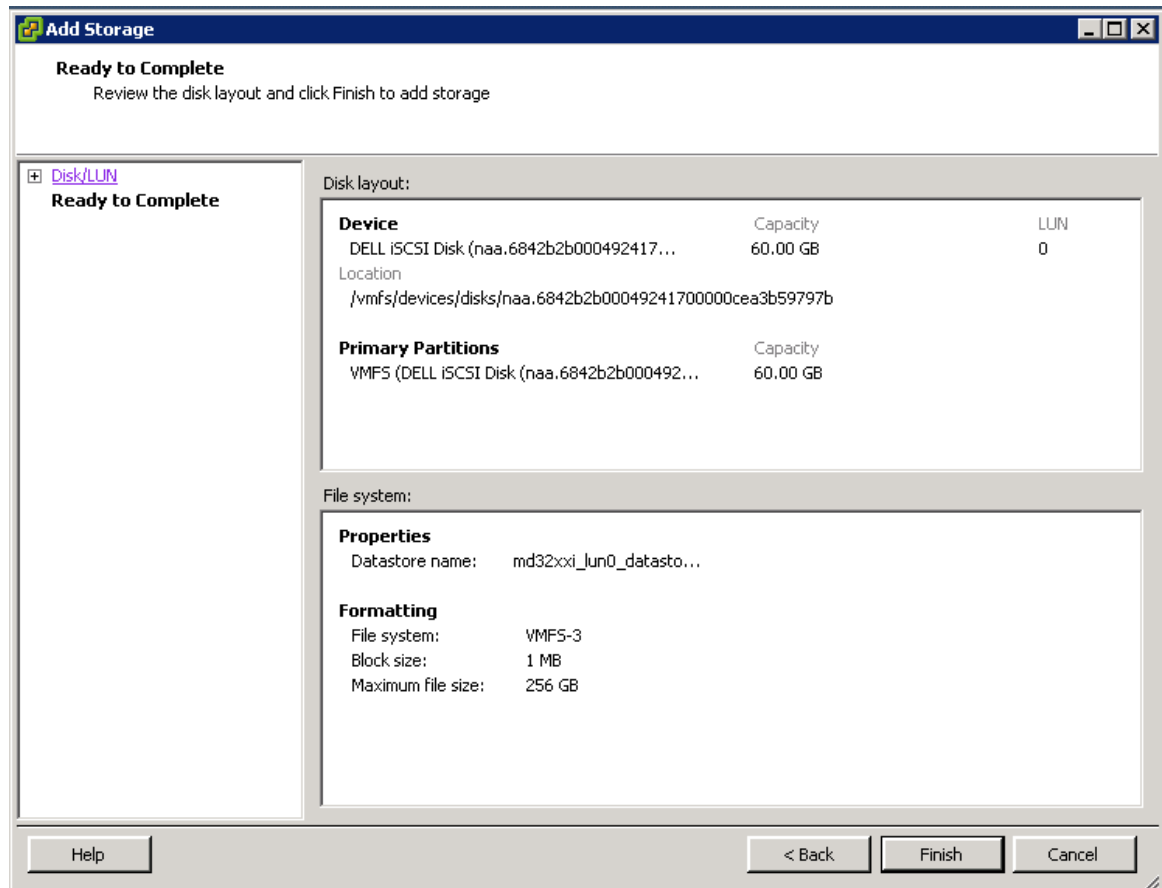 Add Storage
Ready to Complete
Review the disk layout and click Finish to add storage
Disk/LUN
Ready to Complete
Disk layout:
Device Capacity LUN
DELL iSCSI Disk (naa.6842b2b000492417... 60.00 GB 0
Location
/vmfs/devices/disks/naa.6842b2b00049241700000cea3b59797b
Primary Partitions Capacity
VMFS (DELL iSCSI Disk (naa.6842b2b000492... 60.00 GB
File system:
Properties
Datastore name: md32xxi_lun0_datasto...
Formatting
File system: VMFS-3
Block size: 1 MB
Maximum file size: 256 GB
Help < Back Finish Cancel